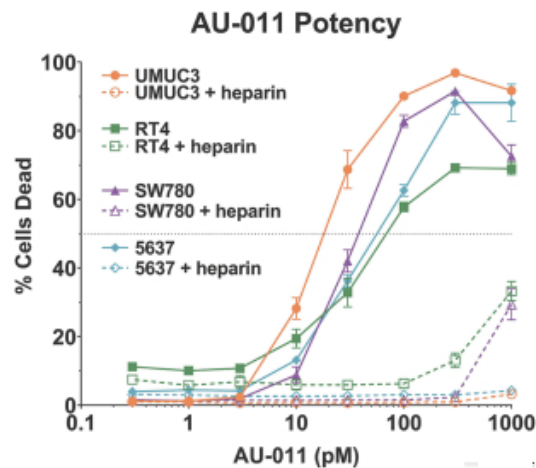 AU-011 Potency
100
80
60
40
20
0
% Cells Dead
UMUC3
UMUC3 + heparin
RT4
RT4 + heparin
SW780
SW780 + heparin
5637
5637 + heparin
0.1 1 10 100 1000
AU-011 (pM)